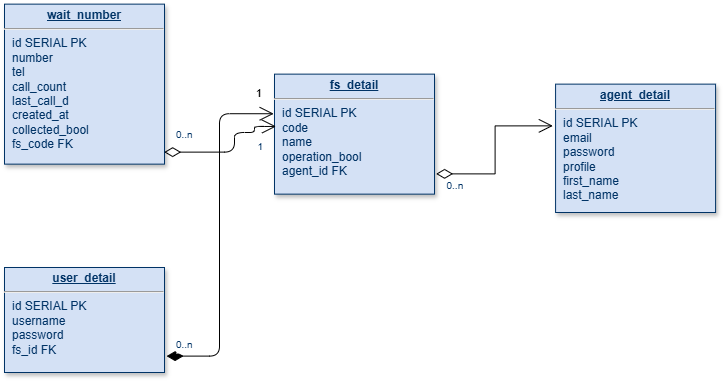 wait_number
id SERIAL PK
number
tel
call_count
last_call_d
created_at
collected_bool
fs_code FK
0..n
1
1
fs_detail
id SERIAL PK
code
name
operation_bool
agent_id FK
0..n
agent_detail
id SERIAL PK
email
password
profile
first_name
last_name
user_detail
id SERIAL PK
username
password
fs_id FK
0..n